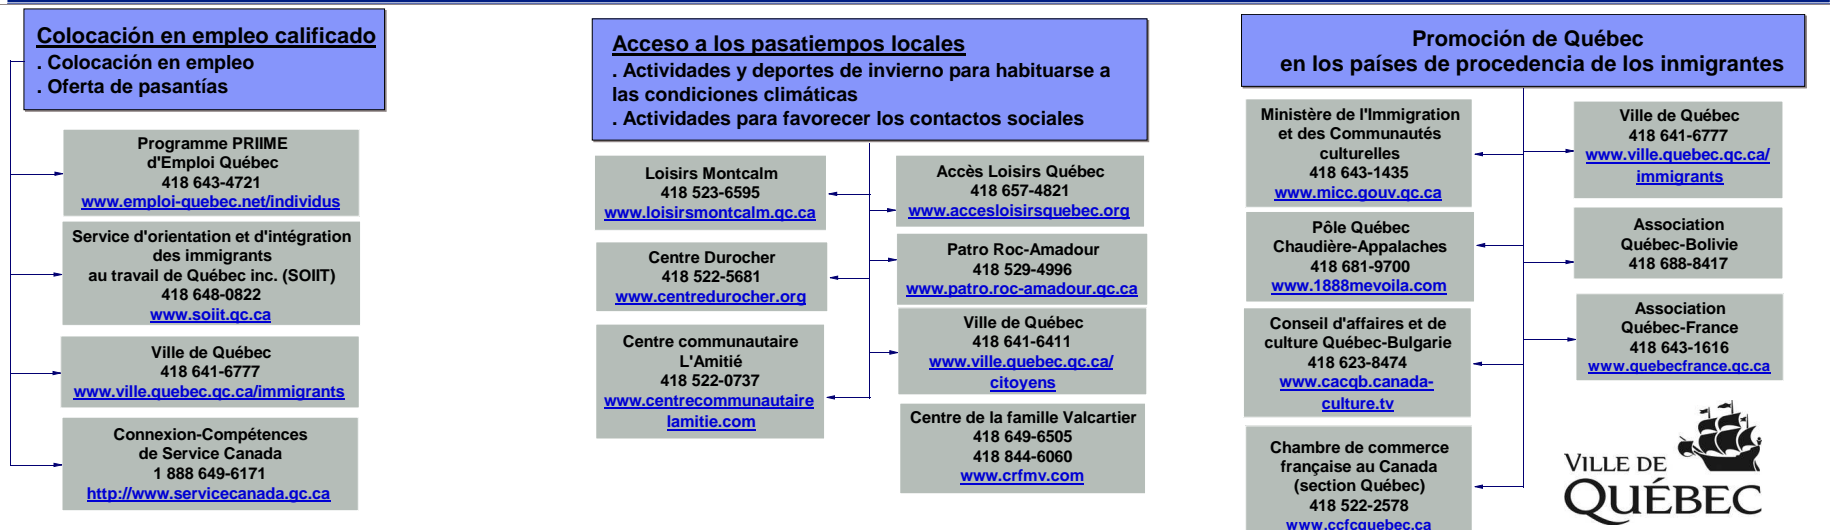 Colocación en empleo calificado
. Colocación en empleo
. Oferta de pasantías
Programme PRIIME
d'Emploi Québec
418 643-4721
www.emploi-quebec.net/individus
Service d'orientation et d'intégration
des immigrants
au travail de Québec inc. (SOIIT)
418 648-0822
www.soiit.qc.ca
Ville de Québec
418 641-6777
www.ville.quebec.qc.ca/immigrants
Connexion-Compétences
de Service Canada
1 888 649-6171
http://www.servicecanada.gc.ca
Acceso a los pasatiempos locales
. Actividades y deportes de invierno para habituarse a
las condiciones climáticas
. Actividades para favorecer los contactos sociales
Loisirs Montcalm
418 523-6595
www.loisirsmontcalm.qc.ca
Centre Durocher
418 522-5681
www.centredurocher.org
Centre communautaire
L'Amitié
418 522-0737
www.centrecommunautaire
lamitie.com
Accès Loisirs Québec
418 657-4821
www.accesloisirsquebec.org
Patro Roc-Amadour
418 529-4996
www.patro.roc-amadour.qc.ca
Ville de Québec
418 641-6411
www.ville.quebec.qc.ca/
citoyens
Centre de la famille Valcartier
418 649-6505
418 844-6060
www.crfmv.com
Promoción de Québec
en los países de procedencia de los inmigrantes
Ministère de l'Immigration
et des Communautés
culturelles
418 643-1435
www.micc.gouv.qc.ca
Pôle Québec
Chaudière-Appalaches
418 681-9700
www.1888mevoila.com
Conseil d'affaires et de
culture Québec-Bulgarie
418 623-8474
www.cacqb.canada-
culture.tv
Chambre de commerce
française au Canada
(section Québec)
418 522-2578
www.ccfcquebec.ca
Ville de Québec
418 641-6777
www.ville.quebec.qc.ca/
immigrants
Association
Québec-Bolivie
418 688-8417
Association
Québec-France
418 643-1616
www.quebecfrance.qc.ca
VILLE DE
QUÉBEC